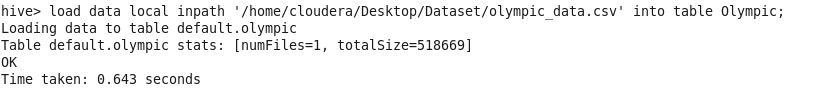 hive> load data local inpath '/home/cloudera/Desktop/Dataset/olympic_data.csv' into table Olympic;
Loading data to table default.olympic
Table default.olympic stats: [numFiles=1, totalSize=518669]
OK
Time taken: 0.643 seconds